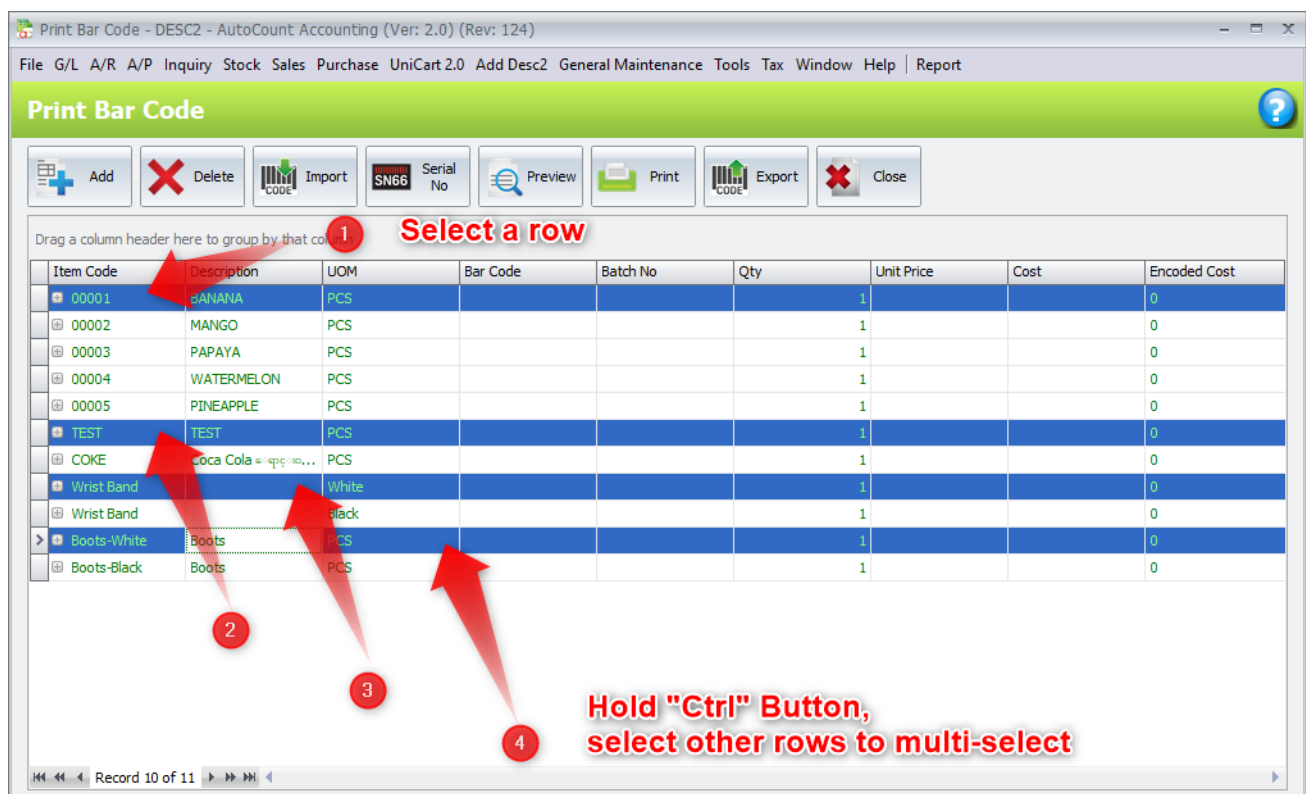 Print Bar Code - DESC2 - AutoCount Accounting (Ver: 2.0) (Rev: 124)
File G/L A/R A/P Inquiry Stock Sales Purchase UniCart 2.0 Add Desc2 General Maintenance Tools Tax Window Help Report
Print Bar Code
Add Delete Import Serial No Preview Print Export Close
CODE SN66 CODE
Drag a column header here to group by that column
1 Select a row
Item Code Description UOM Bar Code Batch No Qty Unit Price Cost Encoded Cost
00001 BANANA PCS 1 0
00002 MANGO PCS 1 0
00003 PAPAYA PCS 1 0
00004 WATERMELON PCS 1 0
00005 PINEAPPLE PCS 1 0
TEST TEST PCS 1 0
COKE Coca Cola ... PCS 1 0
Wrist Band White 1 0
Wrist Band Black 1 0
Boots-White Boots PCS 1 0
Boots-Black Boots PCS 1 0
2
3
4
Hold "Ctrl" Button,
select other rows to multi-select
Record 10 of 11